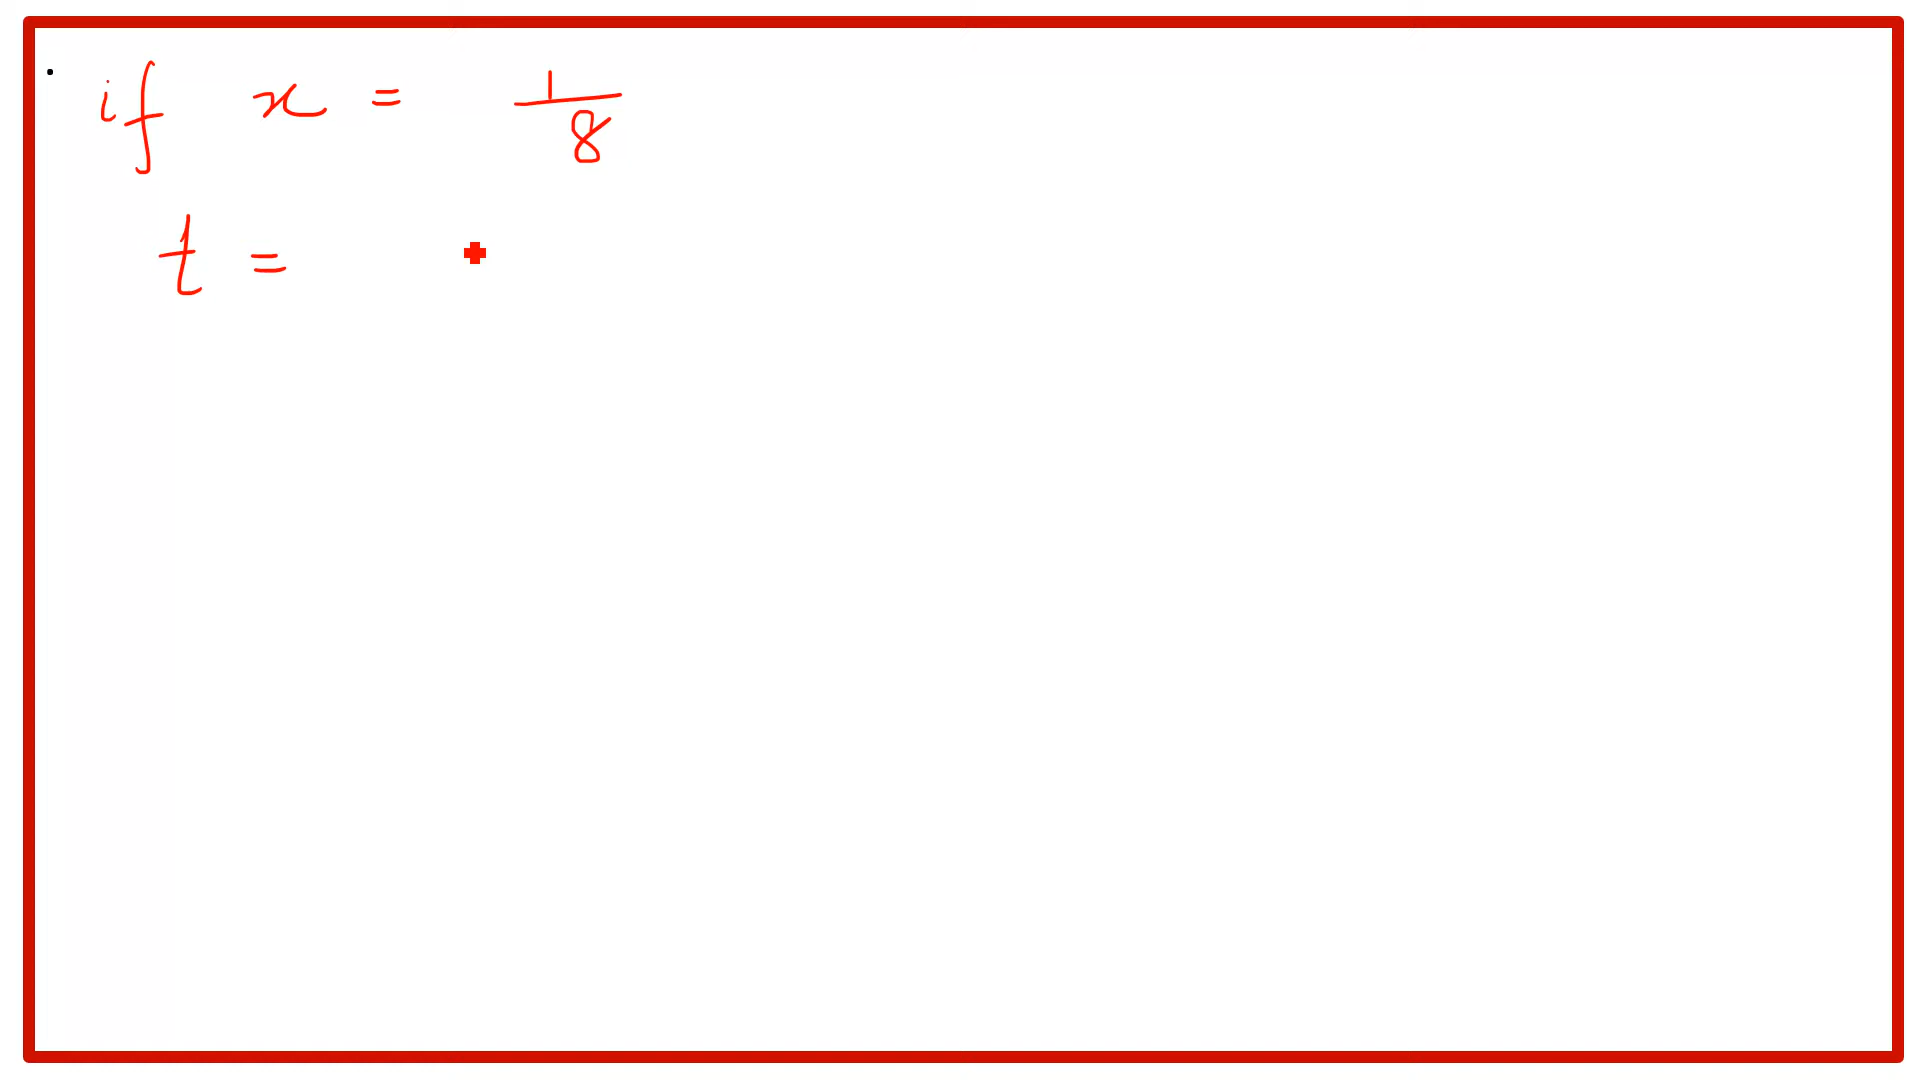 if x = 1/8
t =